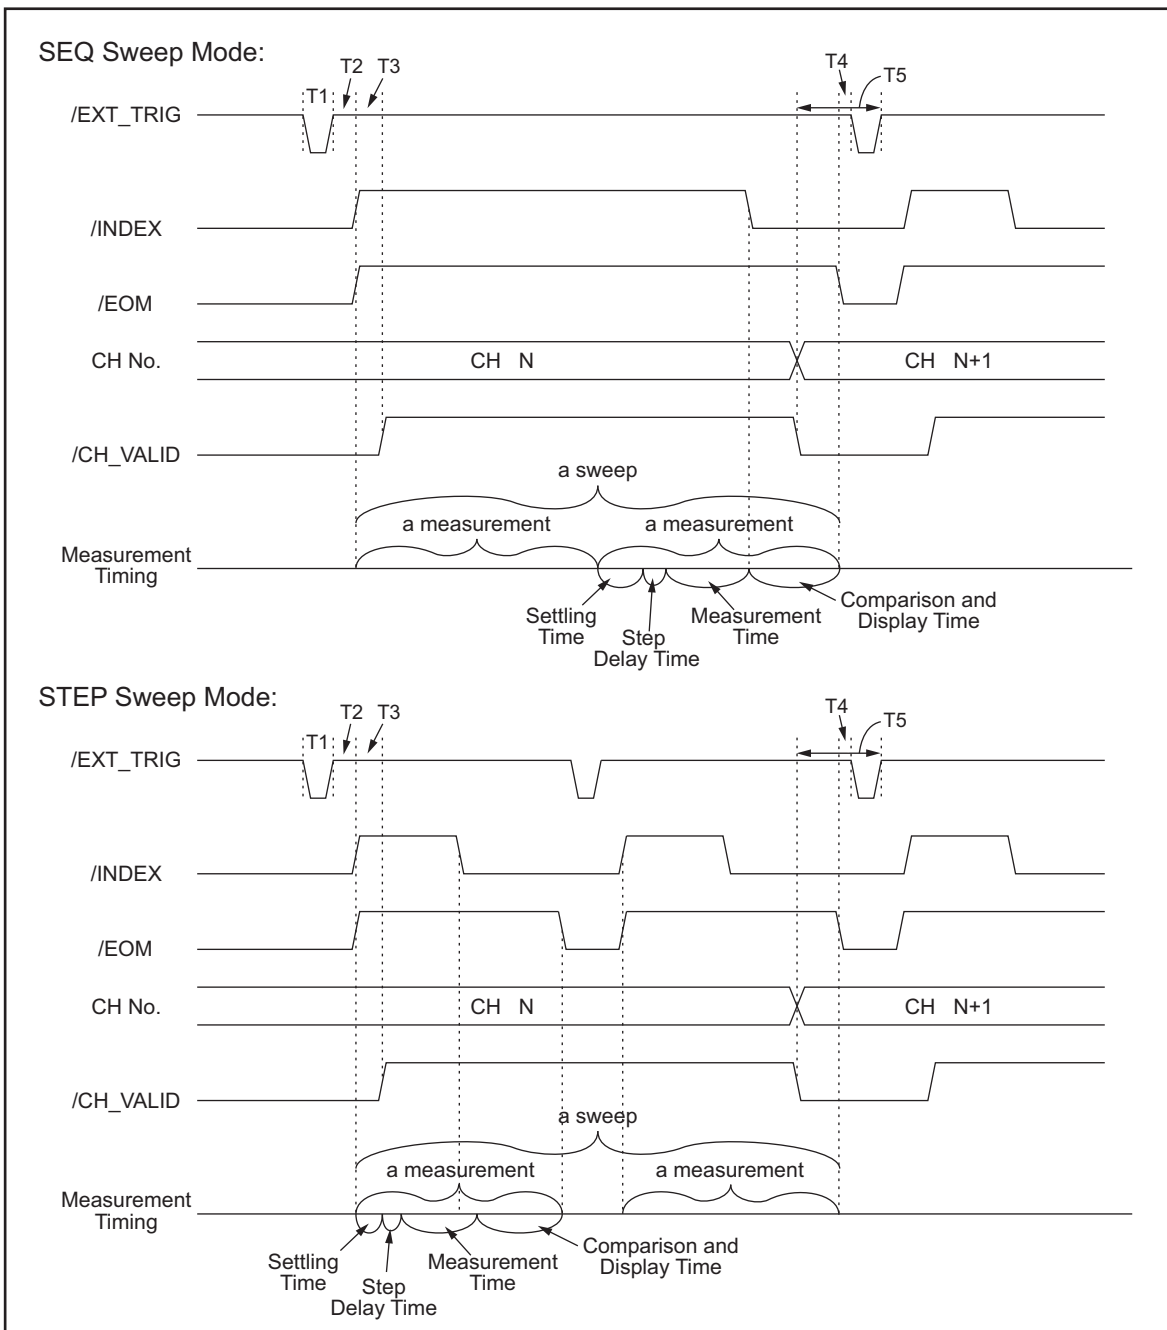 SEQ Sweep Mode:
T1
T2
T3
T4
T5
/EXT_TRIG
/INDEX
/EOM
CH No.
CH N
CH N+1
/CH_VALID
a sweep
a measurement
a measurement
Measurement
Timing
Settling
Time
Step
Delay Time
Measurement
Time
Comparison and
Display Time
STEP Sweep Mode:
T1
T2
T3
T4
T5
/EXT_TRIG
/INDEX
/EOM
CH No.
CH N
CH N+1
/CH_VALID
a sweep
a measurement
a measurement
Measurement
Timing
Settling
Time
Step
Delay Time
Measurement
Time
Comparison and
Display Time